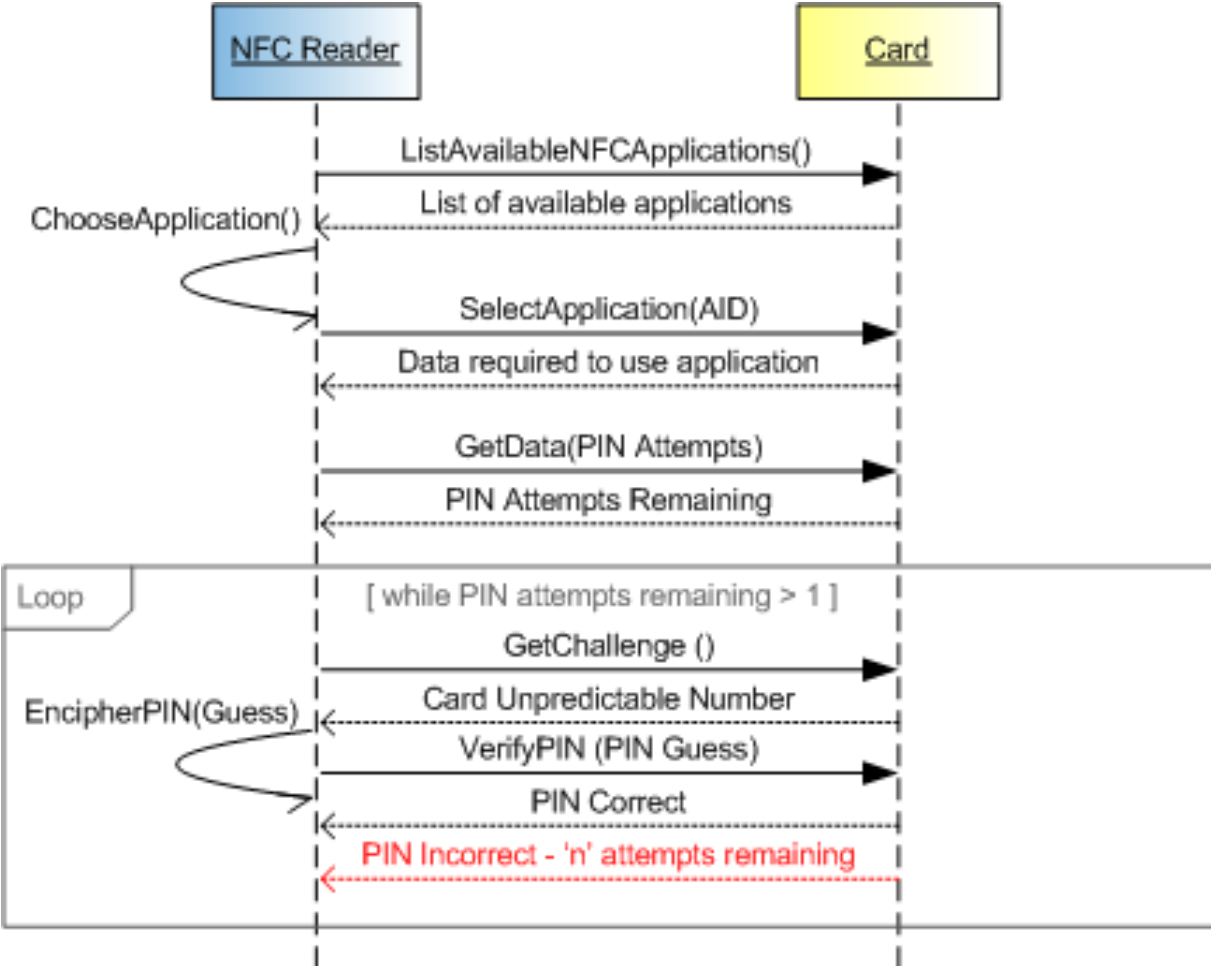 NFC Reader
Card
ListAvailableNFCApplications()
List of available applications
ChooseApplication()
SelectApplication(AID)
Data required to use application
GetData(PIN Attempts)
PIN Attempts Remaining
Loop
[ while PIN attempts remaining > 1 ]
GetChallenge ()
Card Unpredictable Number
EncipherPIN(Guess)
VerifyPIN (PIN Guess)
PIN Correct
PIN Incorrect - 'n' attempts remaining